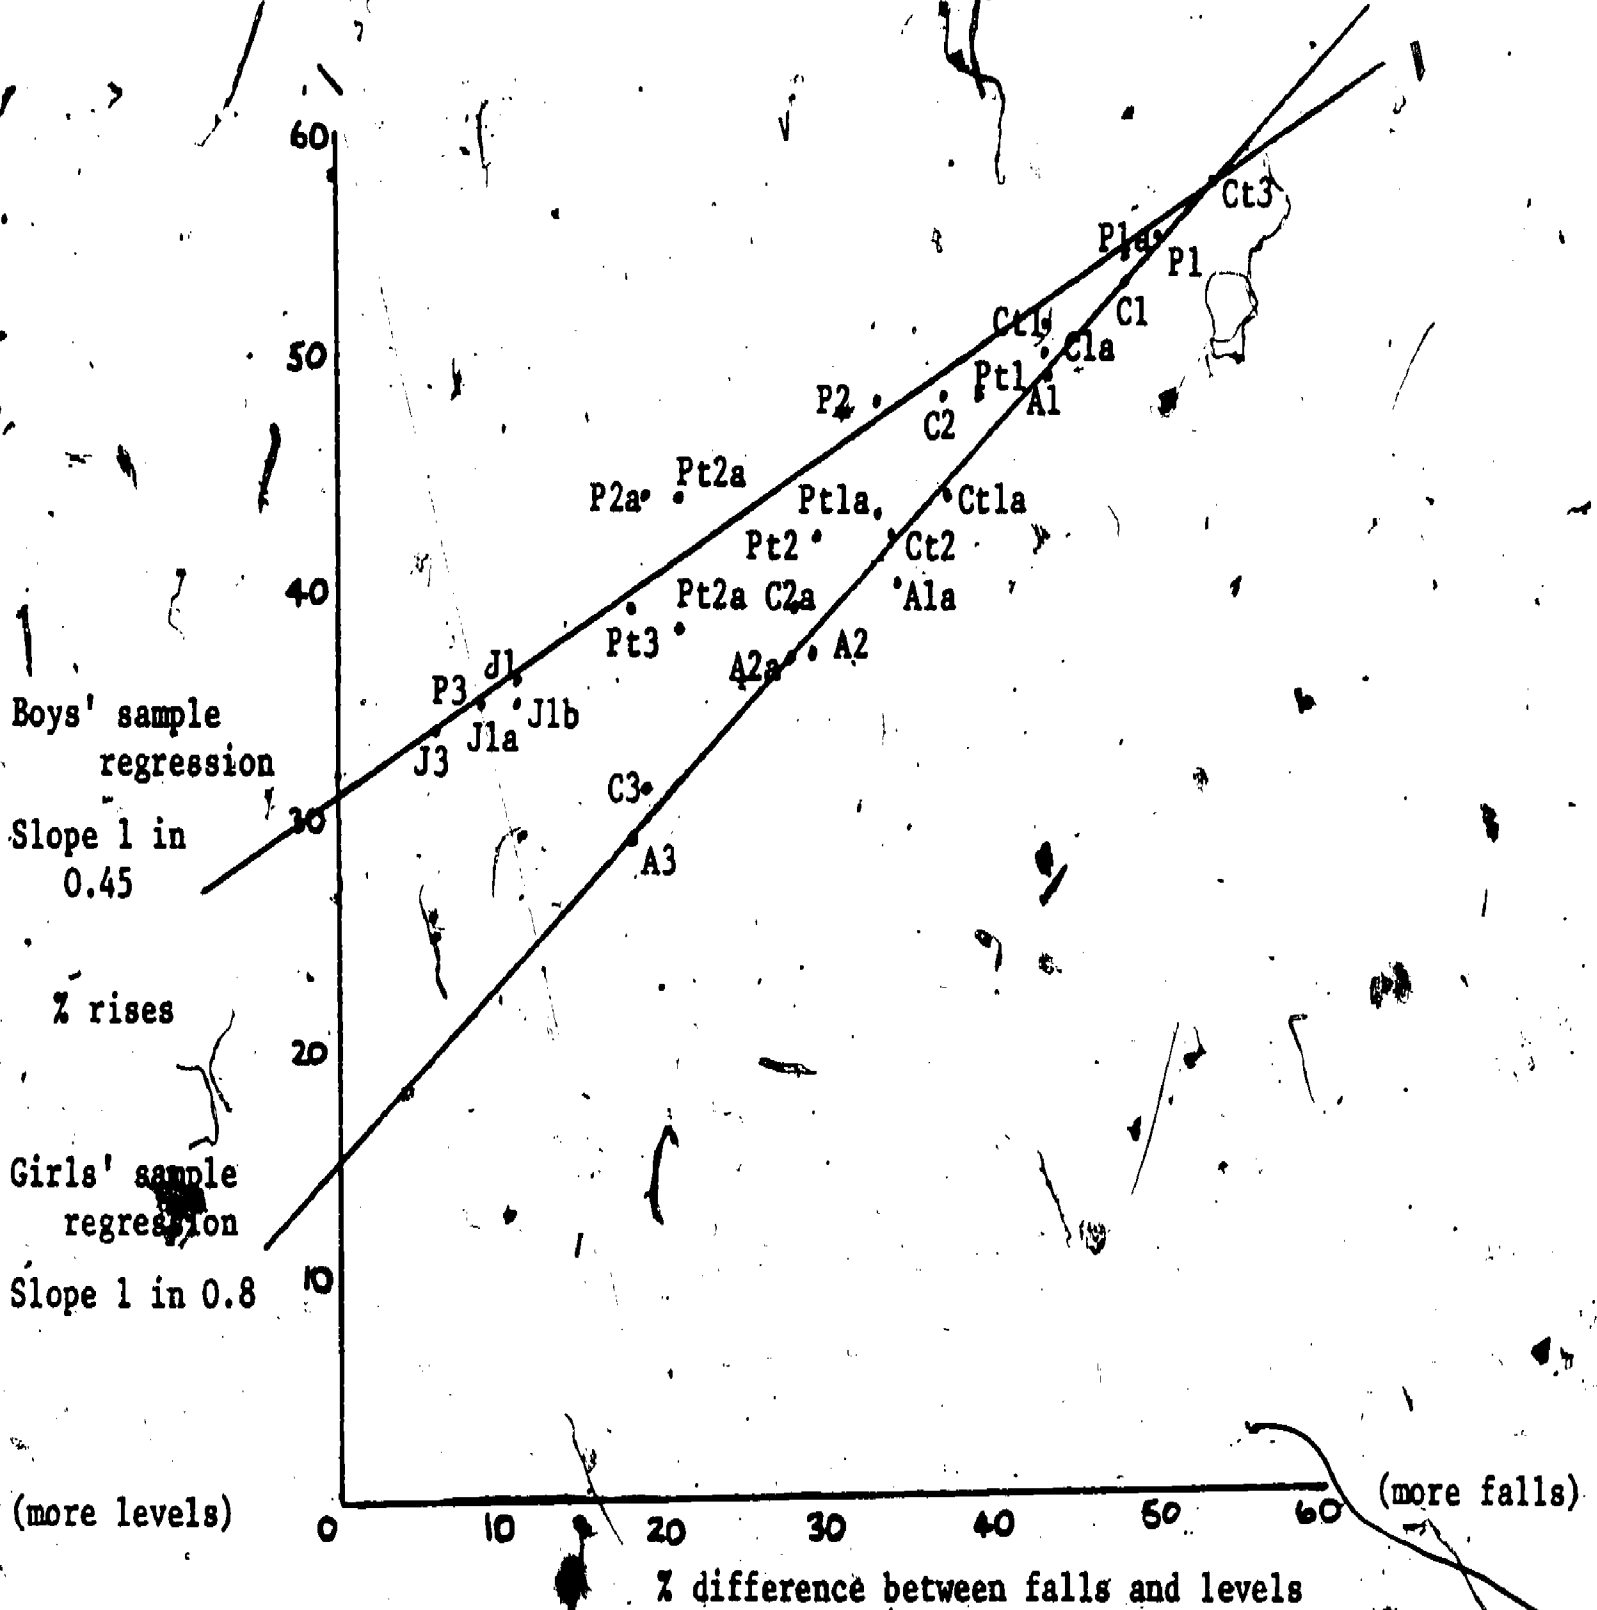 60
Ct3
P1a
P1
C1
Ct1
50
C1a
Pt1
P2
A1
C2
Pt2a
P2a
Pt1a
Ct1a
Pt2
Ct2
40
Pt2a
C2a
A1a
Pt3
A2
J1
A2a
P3
Boys' sample
J1b
regression
J1a
J3
C3
30
Slope 1 in
0.45
A3
% rises
20
Girls' sample
regression
10
Slope 1 in 0.8
(more levels)
(more falls)
0 10 20 30 40 50 60
% difference between falls and levels